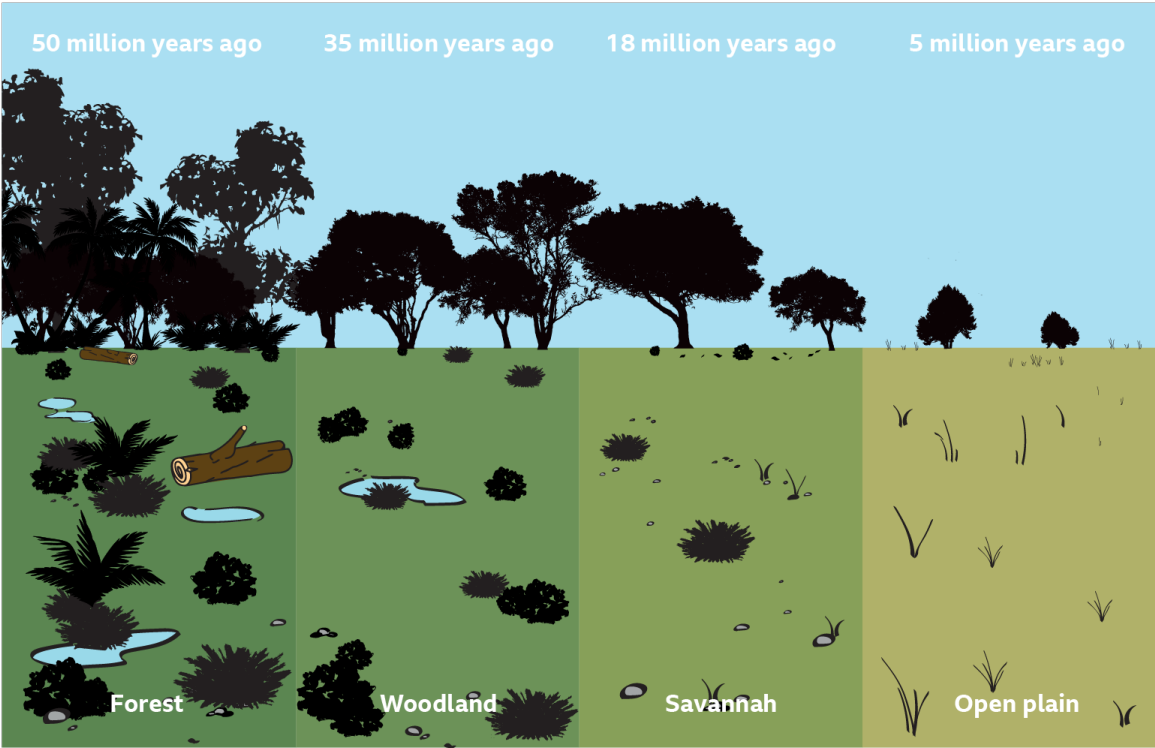 50 million years ago
35 million years ago
18 million years ago
5 million years ago
Forest
Woodland
Savannah
Open plain